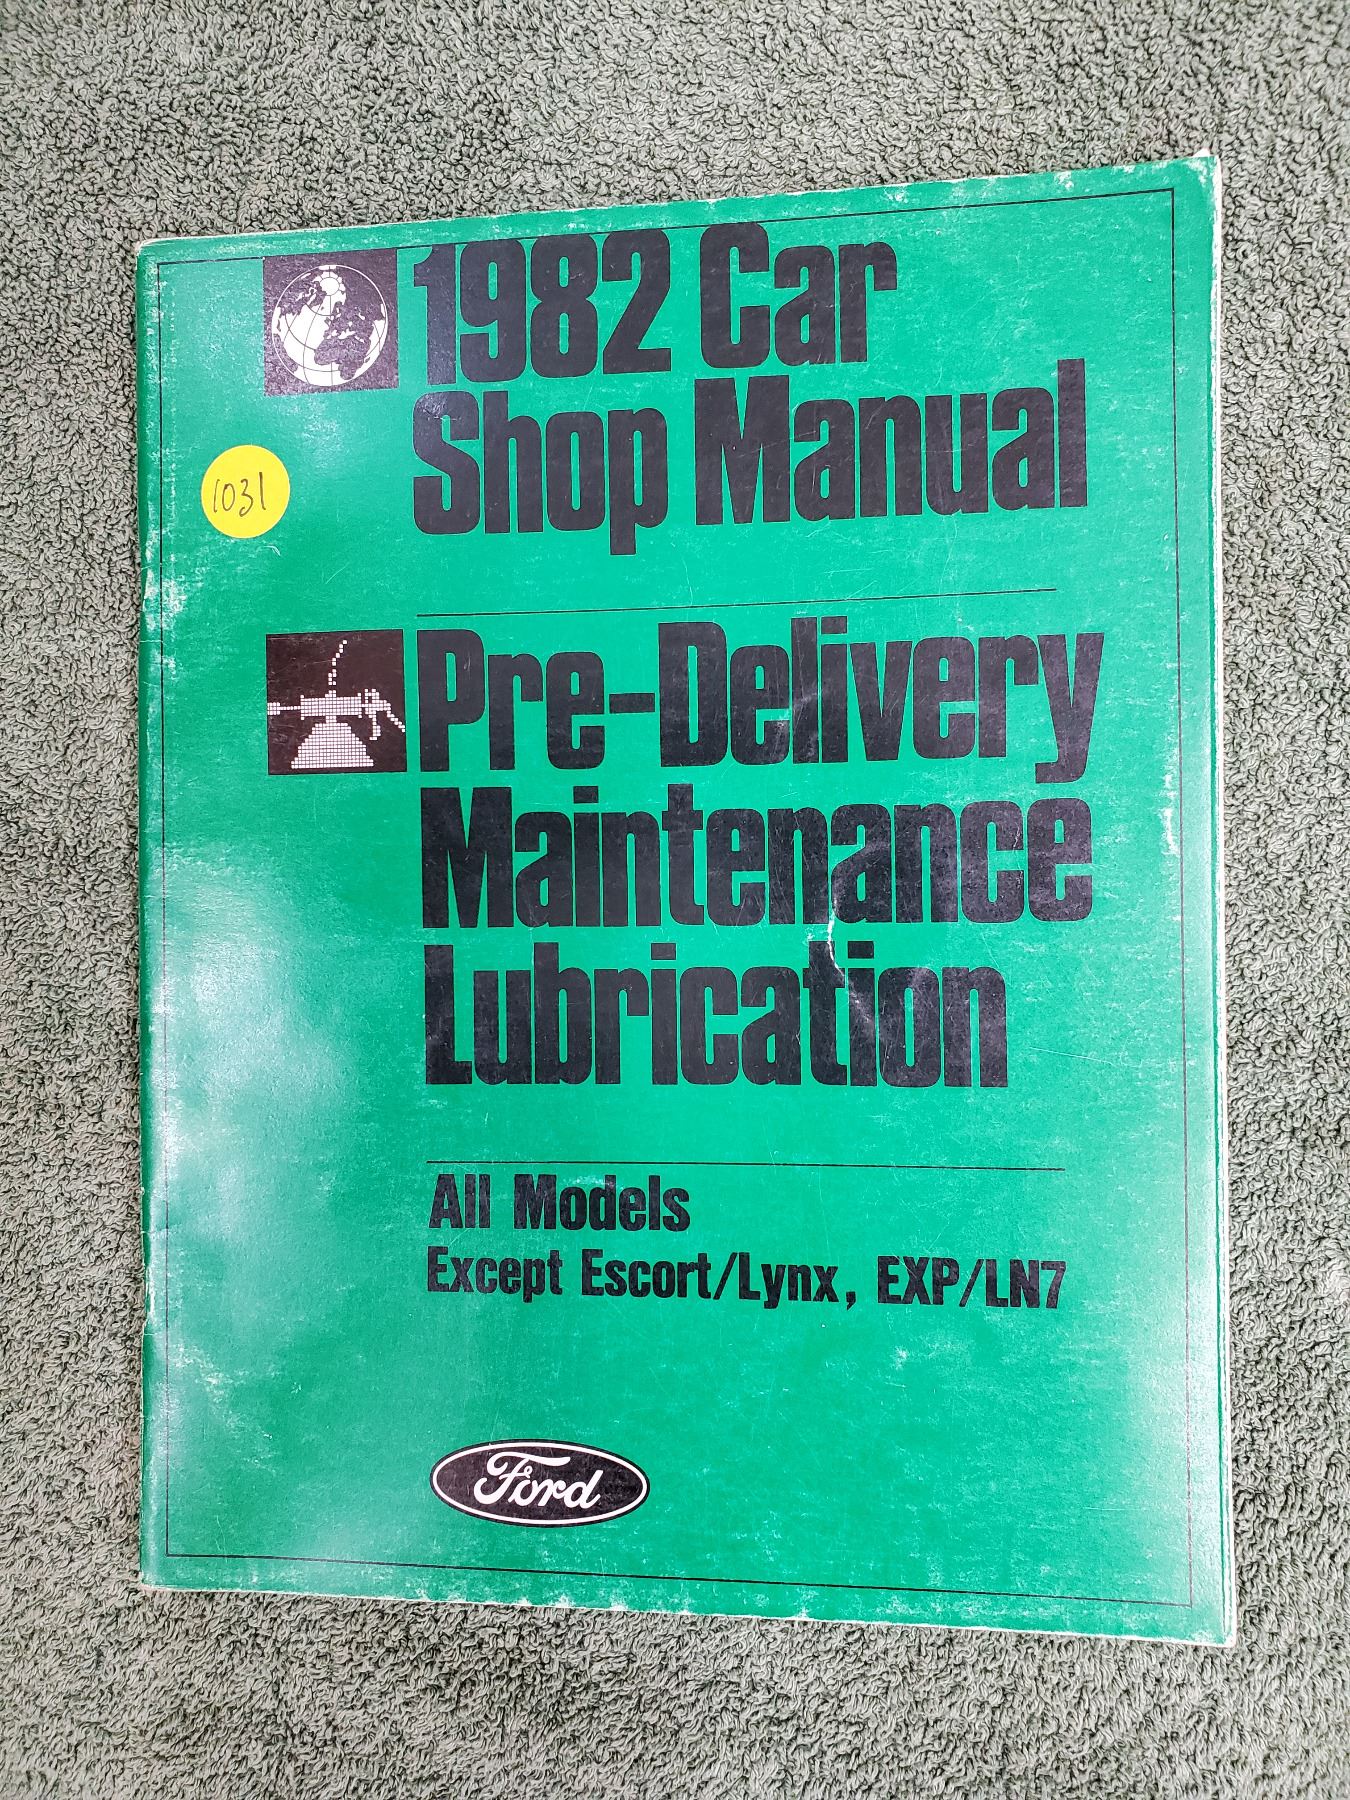 1982 Car
Shop Manual
1031
Pre-Delivery
Maintenance
Lubrication
All Models
Except Escort/Lynx, EXP/LN7
Ford